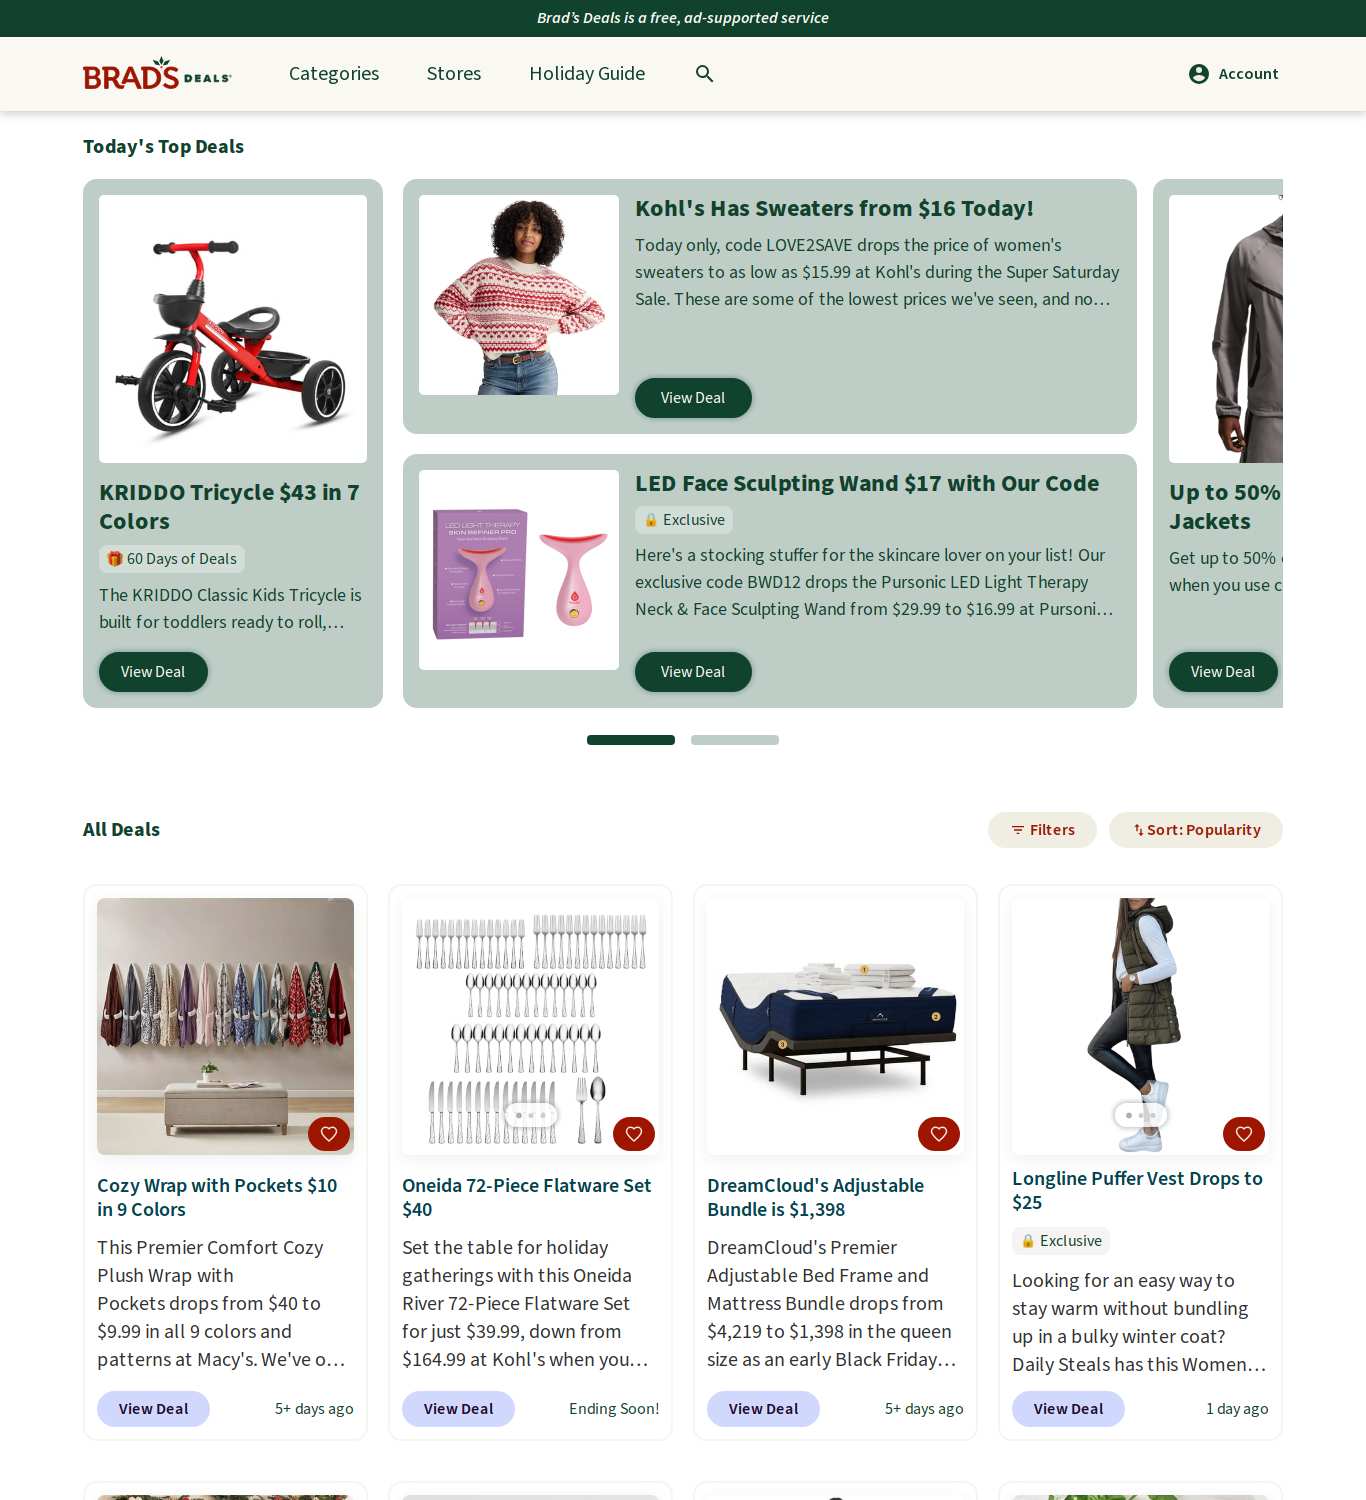 Brad's Deals is a free, ad-supported service
BRAD'S DEALS
Categories
Stores
Holiday Guide
Account
Today's Top Deals
KRIDDO Tricycle $43 in 7
Colors
🎁 60 Days of Deals
The KRIDDO Classic Kids Tricycle is
built for toddlers ready to roll,…
View Deal
Kohl's Has Sweaters from $16 Today!
Today only, code LOVE2SAVE drops the price of women's
sweaters to as low as $15.99 at Kohl's during the Super Saturday
Sale. These are some of the lowest prices we've seen, and no…
View Deal
LED LIGHT THERAPY
SKIN REFINER PRO
LED Face Sculpting Wand $17 with Our Code
🔒 Exclusive
Here's a stocking stuffer for the skincare lover on your list! Our
exclusive code BWD12 drops the Pursonic LED Light Therapy
Neck & Face Sculpting Wand from $29.99 to $16.99 at Pursoni…
View Deal
Up to 50%
Jackets
Get up to 50%
when you use c
View Deal
All Deals
Filters
Sort: Popularity
Cozy Wrap with Pockets $10
in 9 Colors
This Premier Comfort Cozy
Plush Wrap with
Pockets drops from $40 to
$9.99 in all 9 colors and
patterns at Macy's. We've o…
View Deal
5+ days ago
Oneida 72-Piece Flatware Set
$40
Set the table for holiday
gatherings with this Oneida
River 72-Piece Flatware Set
for just $39.99, down from
$164.99 at Kohl's when you…
View Deal
Ending Soon!
1
2
3
DreamCloud's Adjustable
Bundle is $1,398
DreamCloud's Premier
Adjustable Bed Frame and
Mattress Bundle drops from
$4,219 to $1,398 in the queen
size as an early Black Friday…
View Deal
5+ days ago
Longline Puffer Vest Drops to
$25
🔒 Exclusive
Looking for an easy way to
stay warm without bundling
up in a bulky winter coat?
Daily Steals has this Women…
View Deal
1 day ago